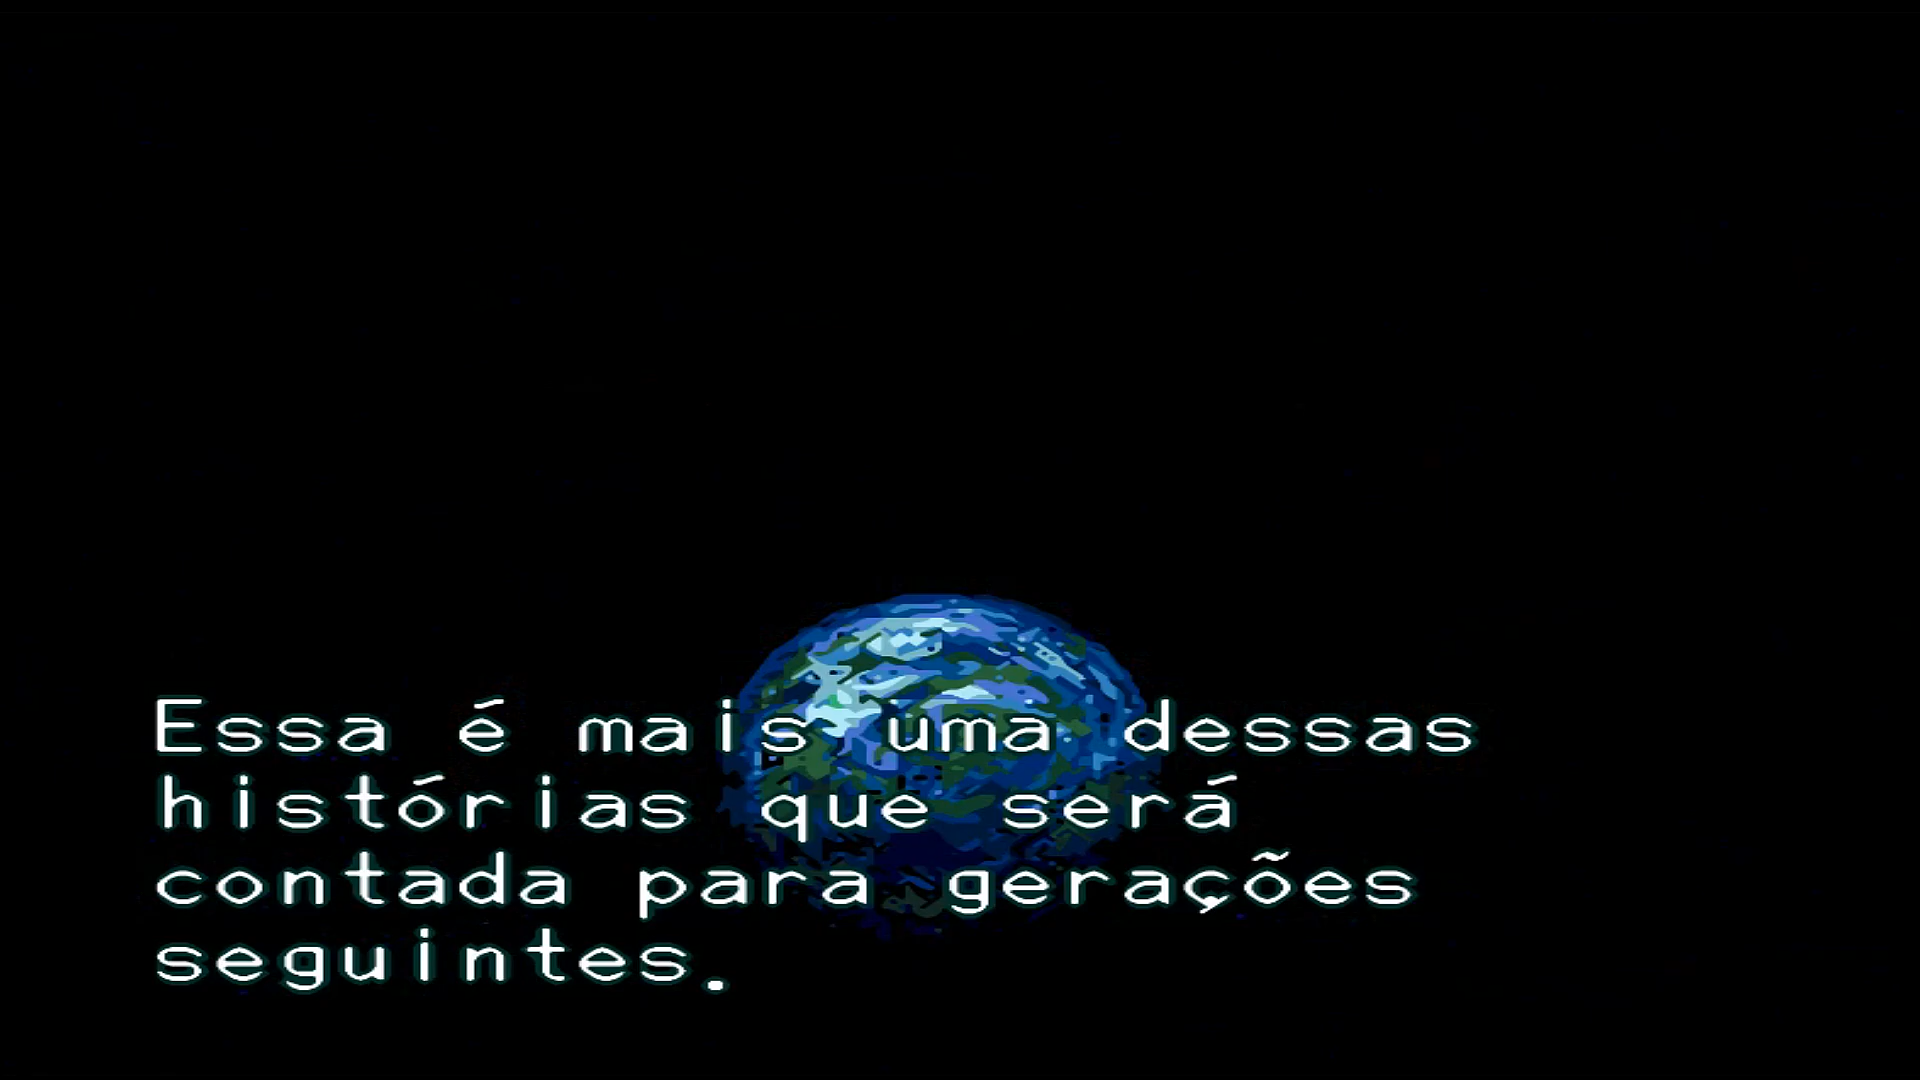 Essa é mais uma dessas
histórias que será
contada para gerações
seguintes.